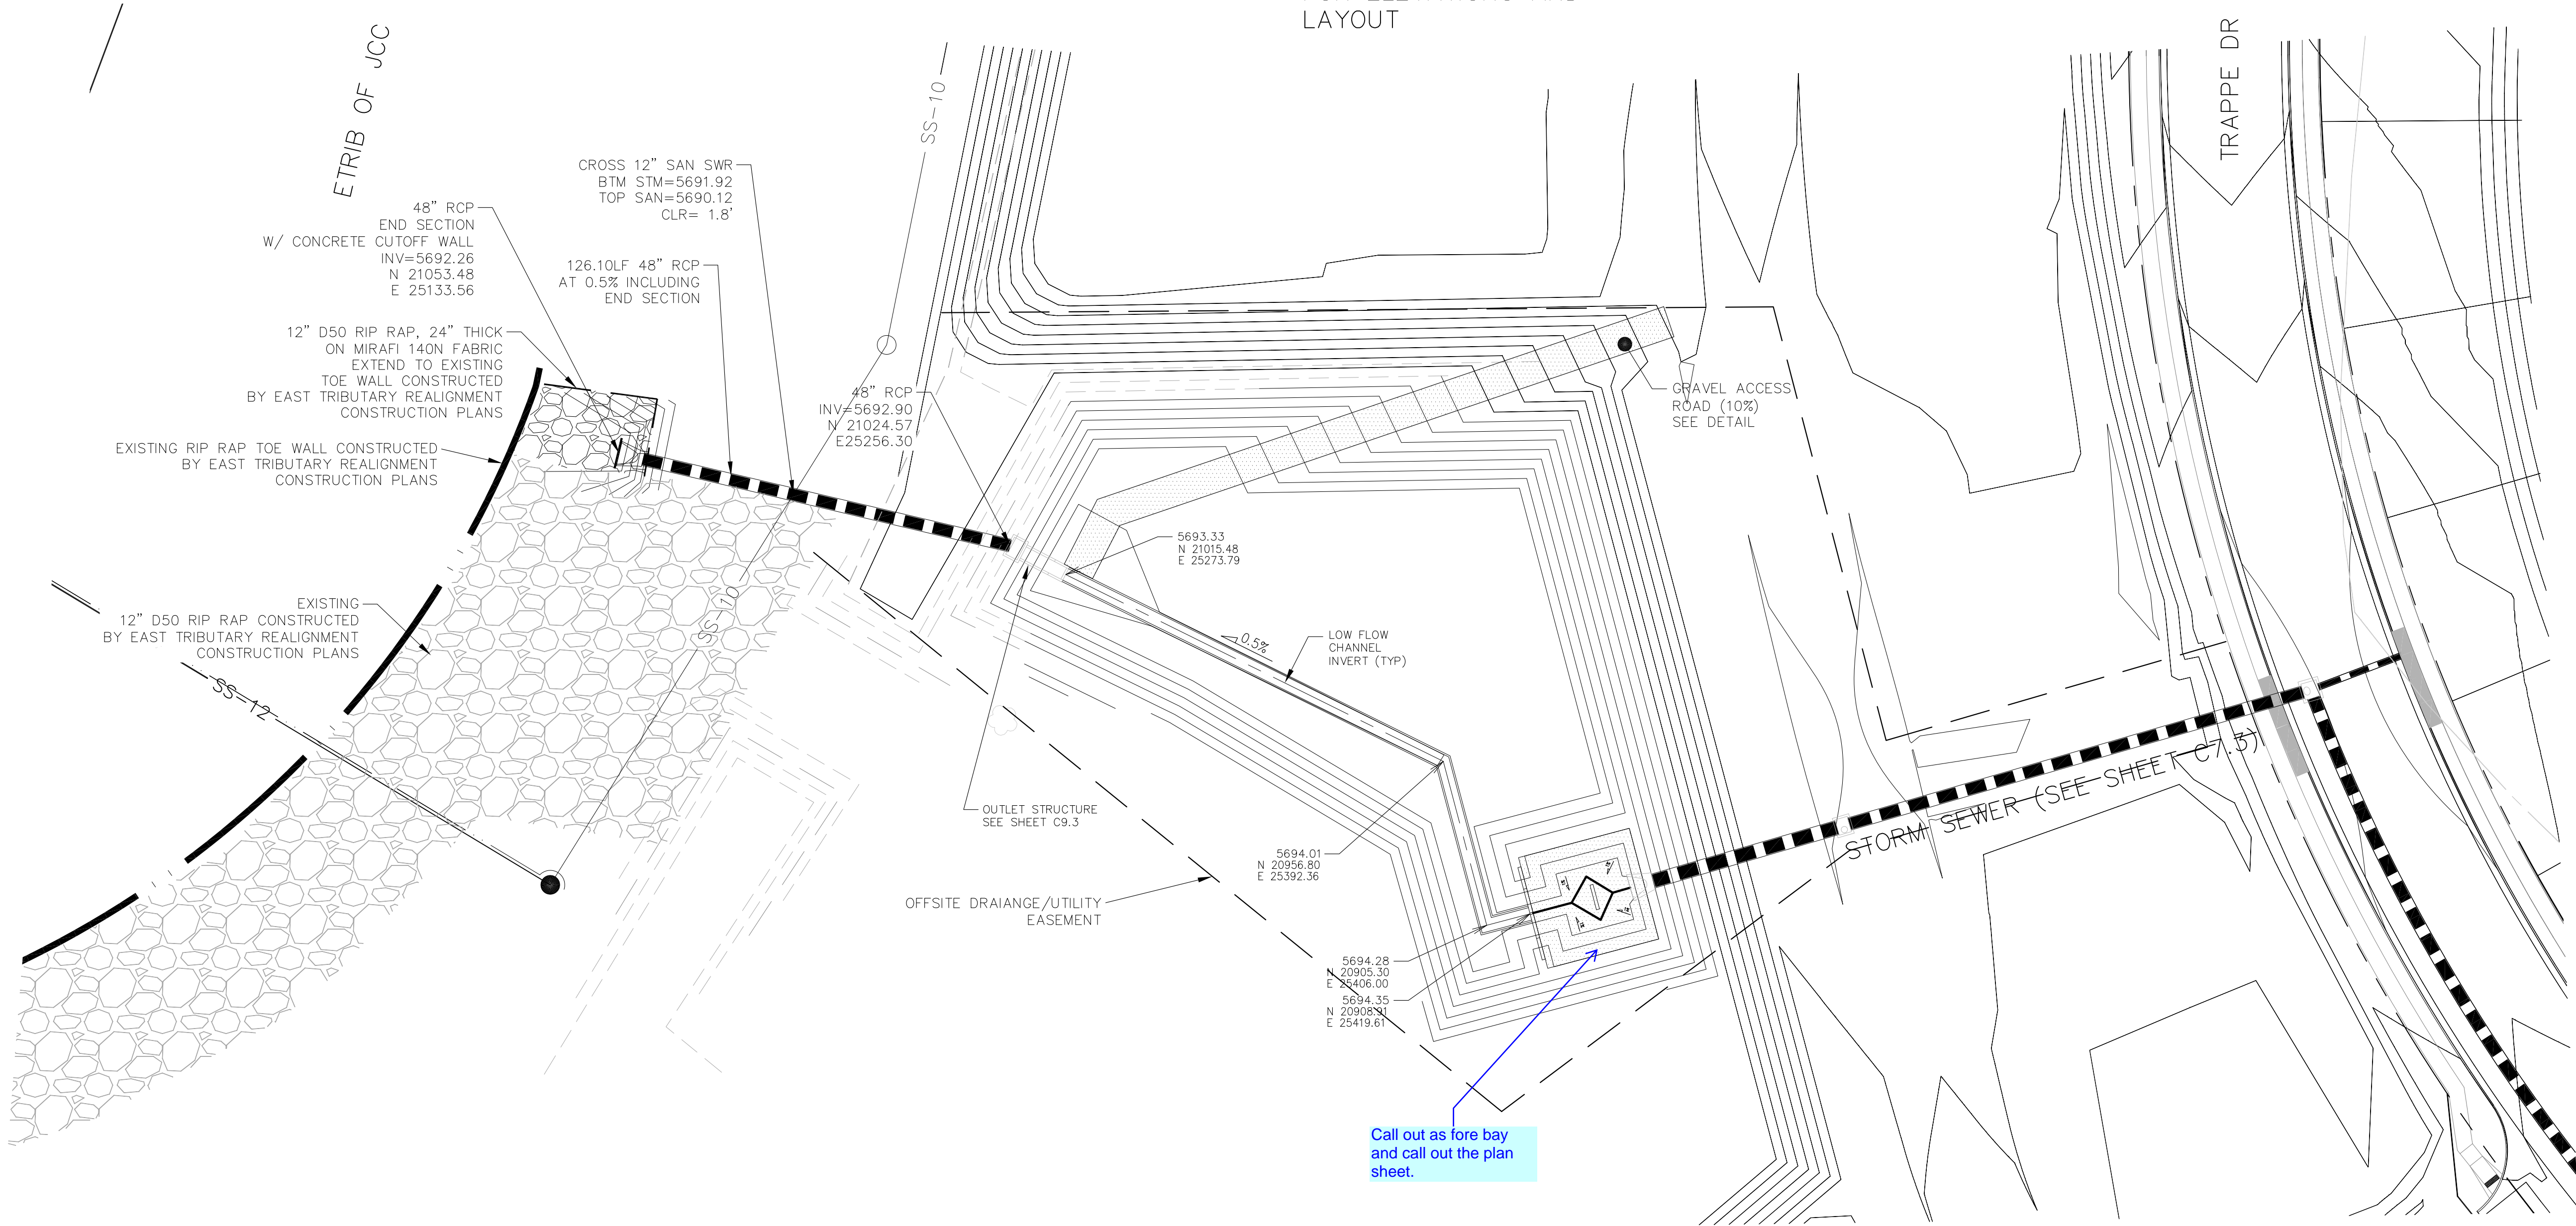 LAYOUT
TRAPPE DR
ETRIB OF JCC
SS-10
CROSS 12" SAN SWR
BTM STM=5691.92
TOP SAN=5690.12
CLR= 1.8'
48" RCP
END SECTION
W/ CONCRETE CUTOFF WALL
INV=5692.26
N 21053.48
E 25133.56
126.10LF 48" RCP
AT 0.5% INCLUDING
END SECTION
12" D50 RIP RAP, 24" THICK
ON MIRAFI 140N FABRIC
EXTEND TO EXISTING
TOE WALL CONSTRUCTED
BY EAST TRIBUTARY REALIGNMENT
CONSTRUCTION PLANS
48" RCP
INV=5692.90
N 21024.57
E25256.30
GRAVEL ACCESS
ROAD (10%)
SEE DETAIL
EXISTING RIP RAP TOE WALL CONSTRUCTED
BY EAST TRIBUTARY REALIGNMENT
CONSTRUCTION PLANS
5693.33
N 21015.48
E 25273.79
EXISTING
12" D50 RIP RAP CONSTRUCTED
BY EAST TRIBUTARY REALIGNMENT
CONSTRUCTION PLANS
SS-10
0.5%
LOW FLOW
CHANNEL
INVERT (TYP)
SS-12
STORM SEWER (SEE SHEET C7.3)
OUTLET STRUCTURE
SEE SHEET C9.3
5694.01
N 20956.80
E 25392.36
OFFSITE DRAIANGE/UTILITY
EASEMENT
5694.28
N 20905.30
E 25406.00
5694.35
N 20908.91
E 25419.61
Call out as fore bay
and call out the plan
sheet.